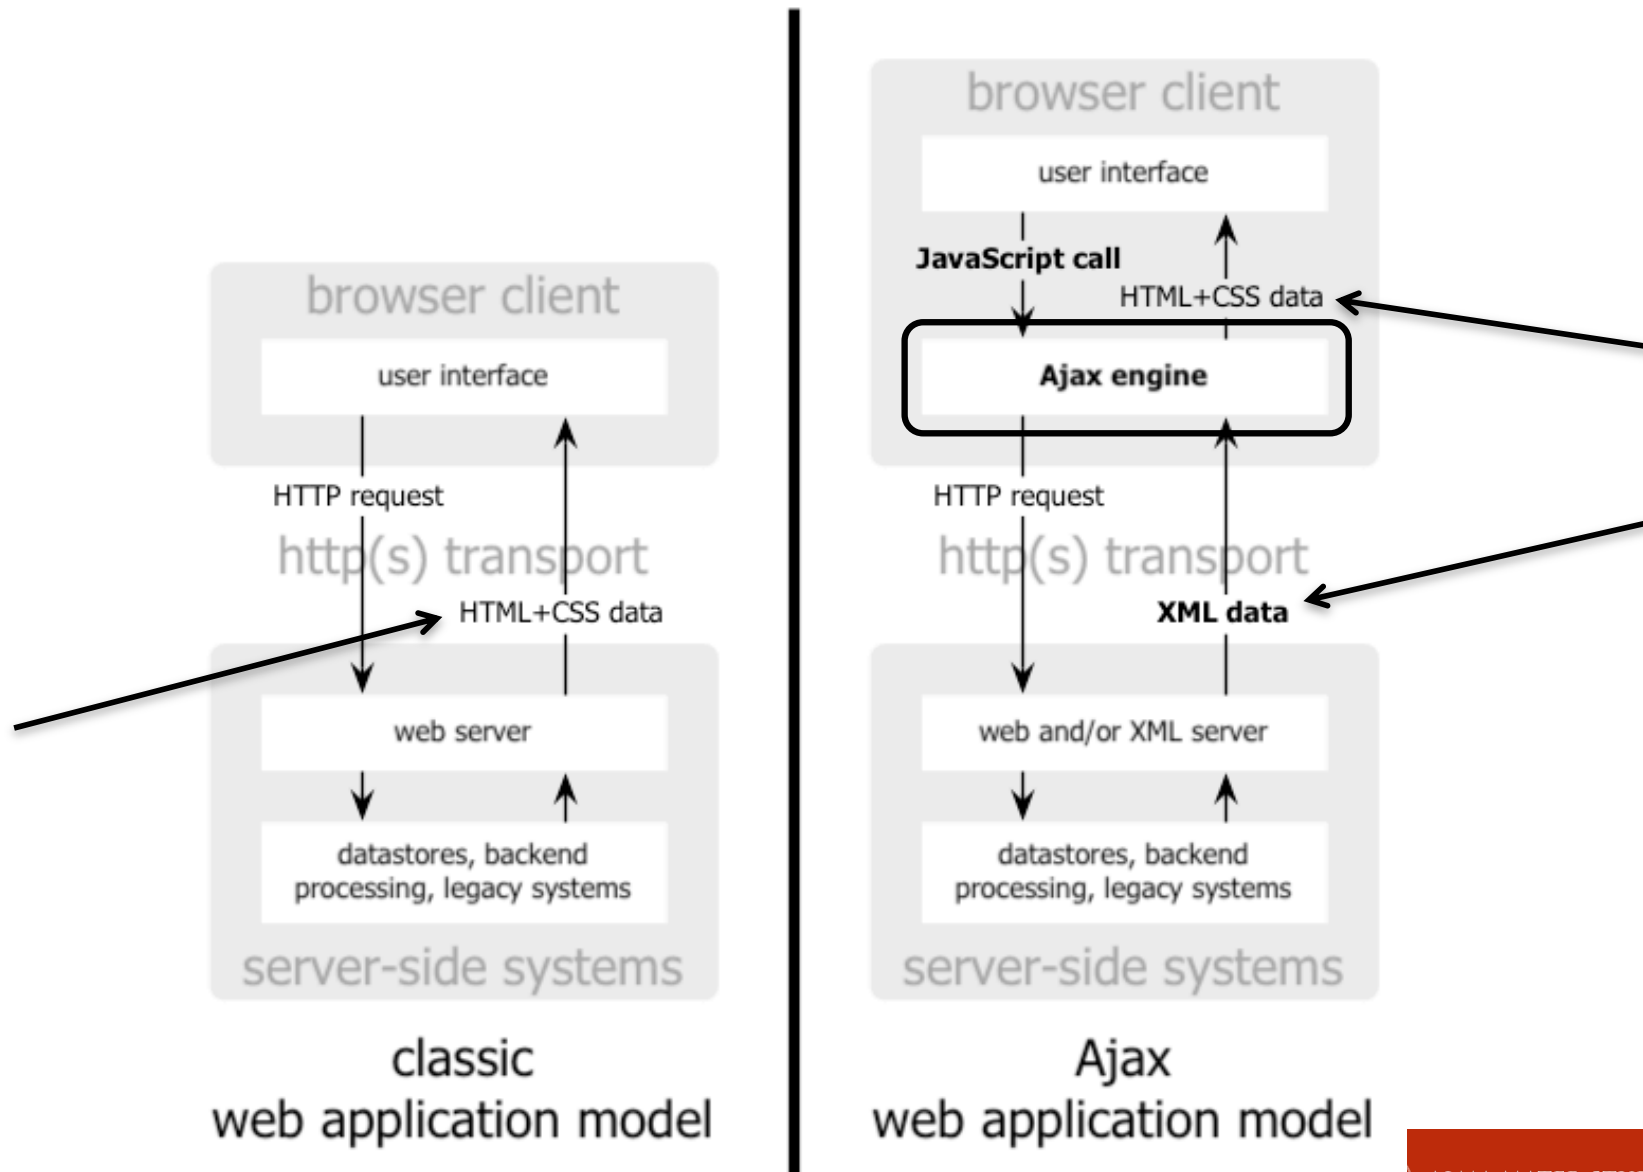 browser client
user interface
HTTP request
http(s) transport
HTML+CSS data
web server
datastores, backend
processing, legacy systems
server-side systems
classic
web application model
browser client
user interface
JavaScript call
HTML+CSS data
Ajax engine
HTTP request
http(s) transport
XML data
web and/or XML server
datastores, backend
processing, legacy systems
server-side systems
Ajax
web application model